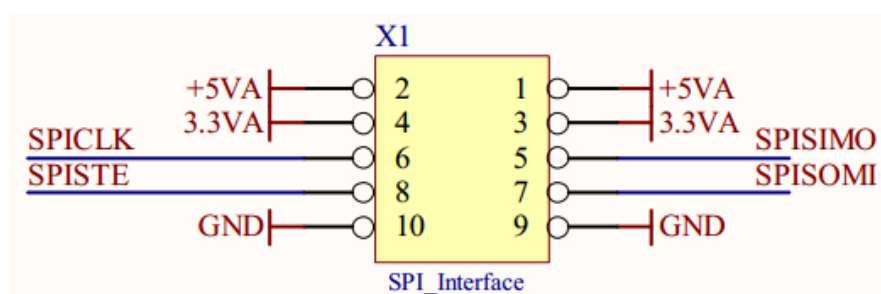 X1
+5VA 2 1 +5VA
3.3VA 4 3 3.3VA
SPICLK 6 5 SPISIMO
SPISTE 8 7 SPISOMI
GND 10 9 GND
SPI_Interface